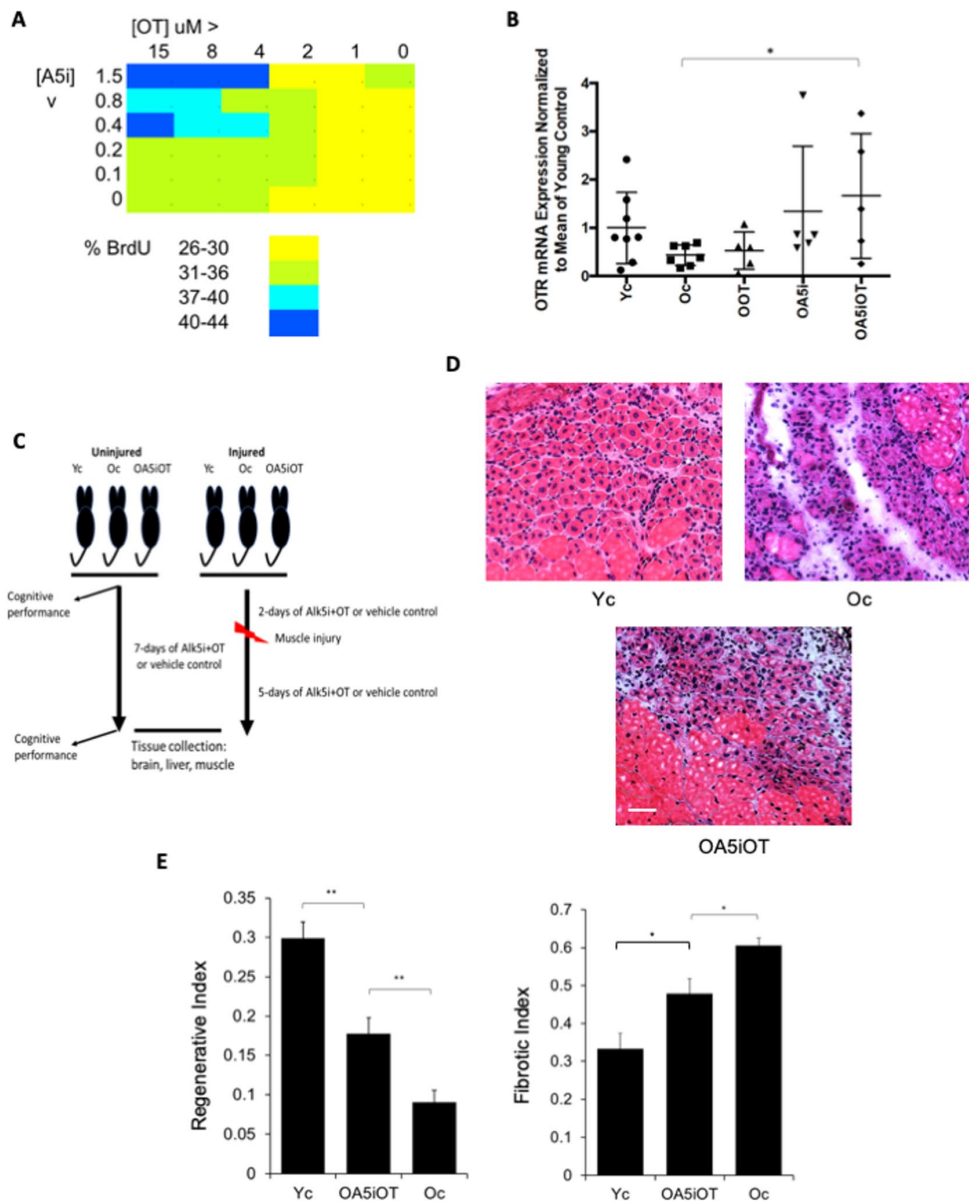 A
[OT] uM >
15 8 4 2 1 0
[A5i]
v
1.5
0.8
0.4
0.2
0.1
0
% BrdU
26-30
31-36
37-40
40-44
B
*
OTR mRNA Expression Normalized
to Mean of Young Control
4
3
2
1
0
Yc
Oc
OOT
OA5i
OA5iOT
C
Uninjured
Yc Oc OA5iOT
Injured
Yc Oc OA5iOT
Cognitive
performance
7-days of Alk5i+OT
or vehicle control
2-days of Alk5i+OT or vehicle control
Muscle injury
5-days of Alk5i+OT or vehicle control
Cognitive
performance
Tissue collection:
brain, liver, muscle
D
Yc
Oc
OA5iOT
E
Regenerative Index
0.35
0.3
0.25
0.2
0.15
0.1
0.05
0
**
**
Yc OA5iOT Oc
Fibrotic Index
0.7
0.6
0.5
0.4
0.3
0.2
0.1
0
*
*
Yc OA5iOT Oc